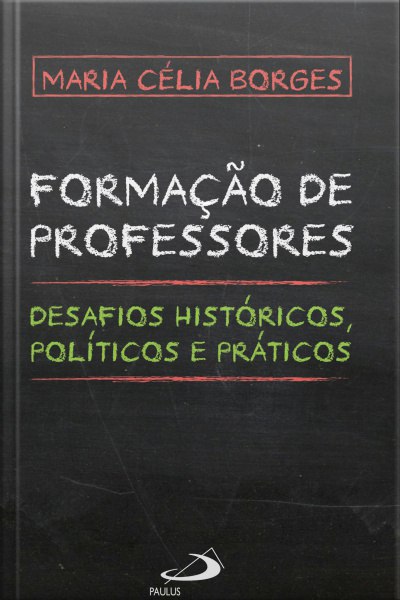 MARIA CÉLIA BORGES
FORMAÇÃO DE
PROFESSORES
DESAFIOS HISTÓRICOS,
POLÍTICOS E PRÁTICOS
PAULUS